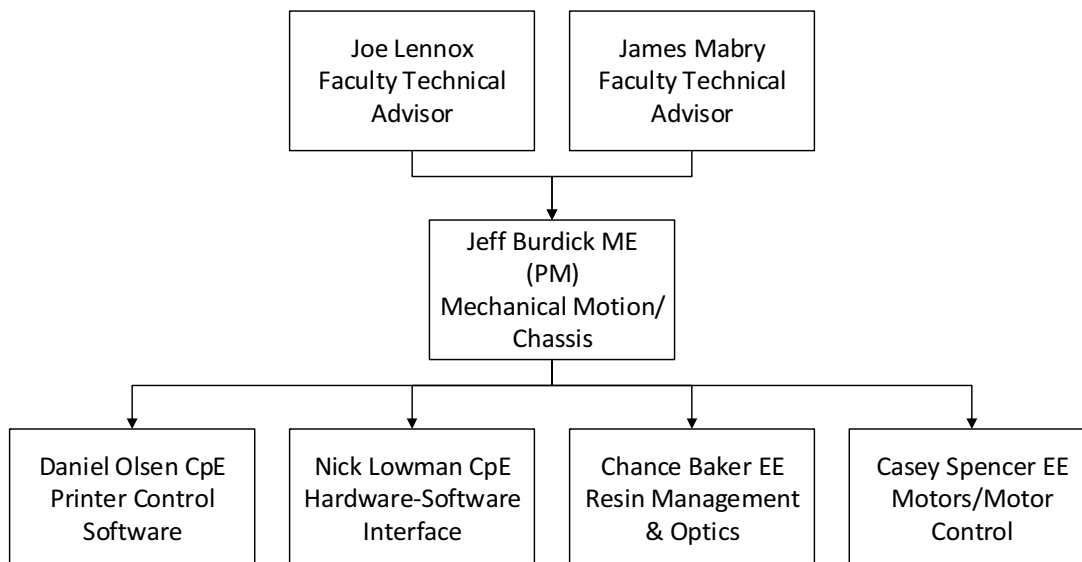 Joe Lennox
Faculty Technical
Advisor
James Mabry
Faculty Technical
Advisor
Jeff Burdick ME
(PM)
Mechanical Motion/
Chassis
Daniel Olsen CpE
Printer Control
Software
Nick Lowman CpE
Hardware-Software
Interface
Chance Baker EE
Resin Management
& Optics
Casey Spencer EE
Motors/Motor
Control